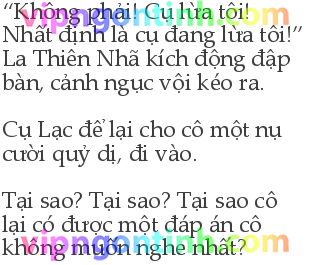 “Không phải! Cụ lừa tôi!
vipngontinh.com
Nhất định là cụ đang lừa tôi!”
La Thiên Nhã kích động đập
bàn, cảnh ngục vội kéo ra.
Cụ Lạc để lại cho cô một nụ
cười quỷ dị, đi vào.
Tại sao? Tại sao? Tại sao cô
lại có được một đáp án cô
vipngontinh.com
không muốn nghe nhất?